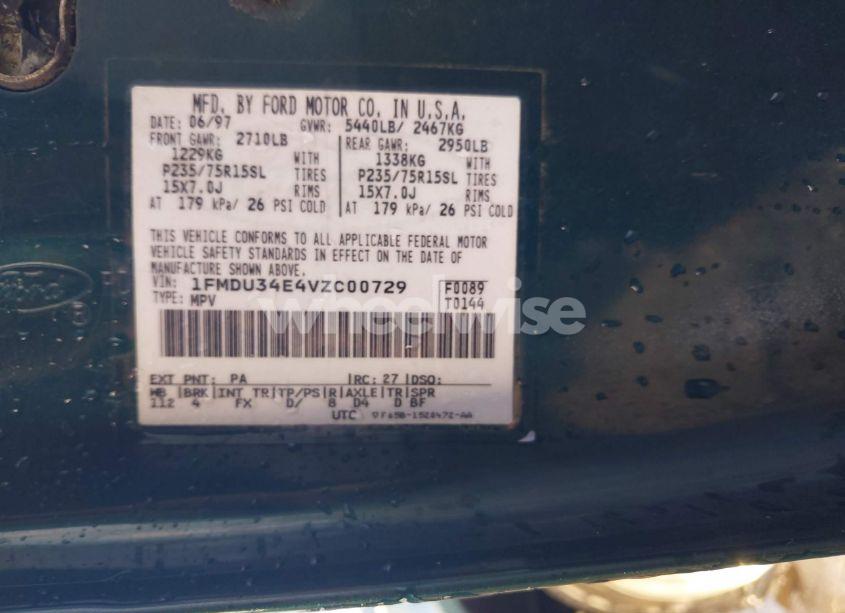 MFD. BY FORD MOTOR CO. IN U.S.A.
DATE: 06/97 GVWR: 5440LB/ 2467KG
FRONT GAWR: 2710LB REAR GAWR: 2950LB
1229KG WITH 1338KG WITH
P235/75R15SL TIRES P235/75R15SL TIRES
15X7.0J RIMS 15X7.0J RIMS
AT 179 kPa/ 26 PSI COLD AT 179 kPa/ 26 PSI COLD
THIS VEHICLE CONFORMS TO ALL APPLICABLE FEDERAL MOTOR
VEHICLE SAFETY STANDARDS IN EFFECT ON THE DATE OF
MANUFACTURE SHOWN ABOVE.
VIN: 1FMDU34E4VZC00729 F0089
TYPE: MPV T0144
wheelwise
EXT PNT: PA RC: 27 DSO:
WB BRK INT TR TP/PS R AXLE TR SPR
112 4 FX D/ 8 D4 D BF
UTC